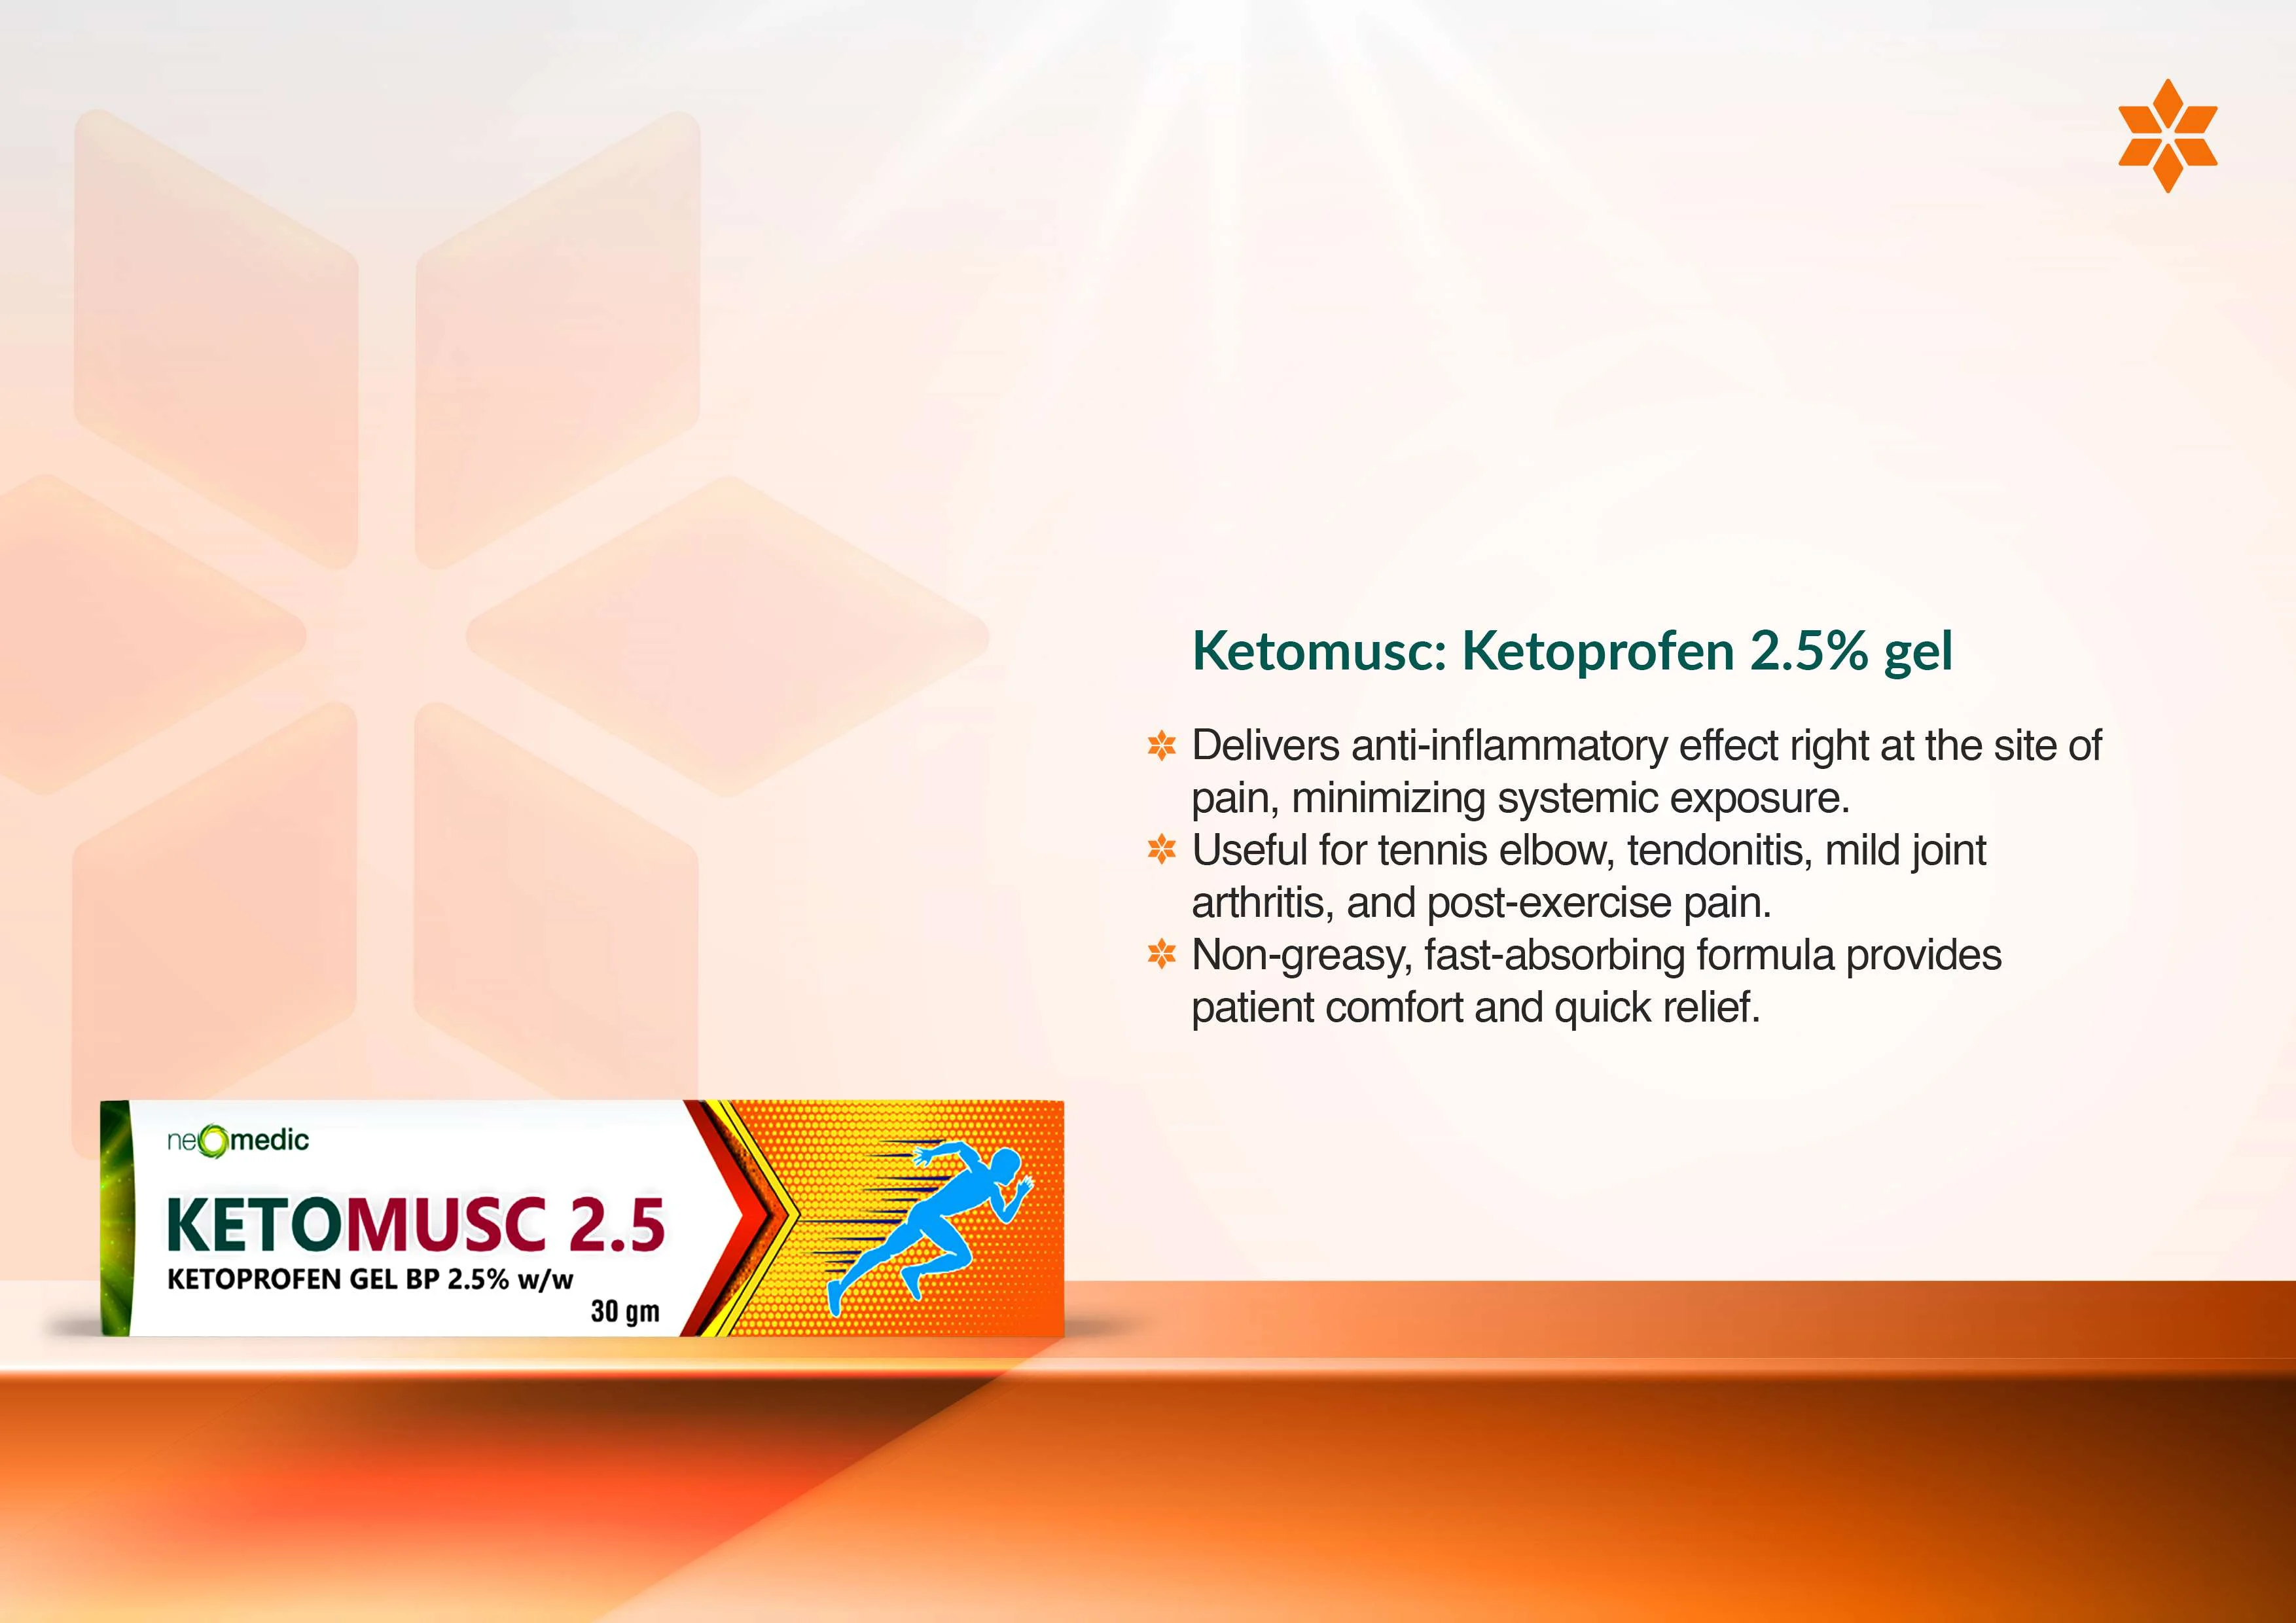 Ketomusc: Ketoprofen 2.5% gel
Delivers anti-inflammatory effect right at the site of
pain, minimizing systemic exposure.
Useful for tennis elbow, tendonitis, mild joint
arthritis, and post-exercise pain.
Non-greasy, fast-absorbing formula provides
patient comfort and quick relief.
neomedic
KETOMUSC 2.5
KETOPROFEN GEL BP 2.5% w/w
30 gm